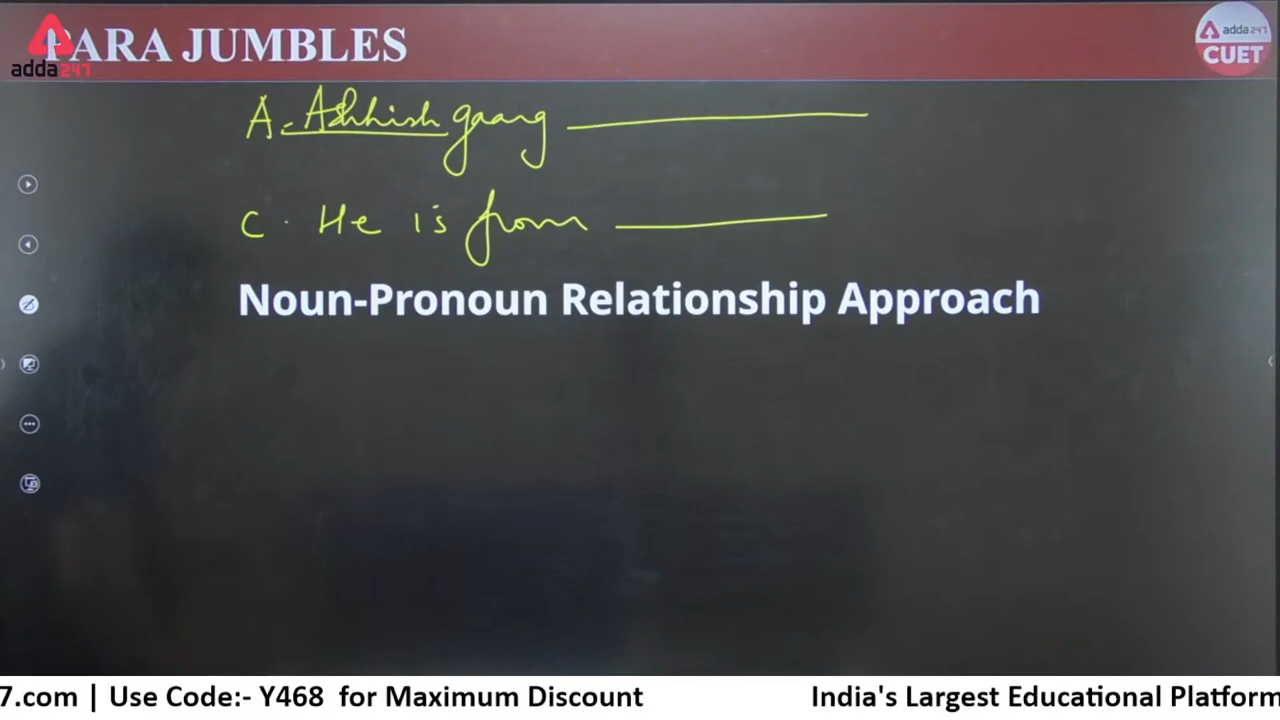 PARA JUMBLES
adda247
adda247
CUET
A. Ashish gaarg
C. He is from
Noun-Pronoun Relationship Approach
7.com | Use Code:- Y468 for Maximum Discount India's Largest Educational Platform